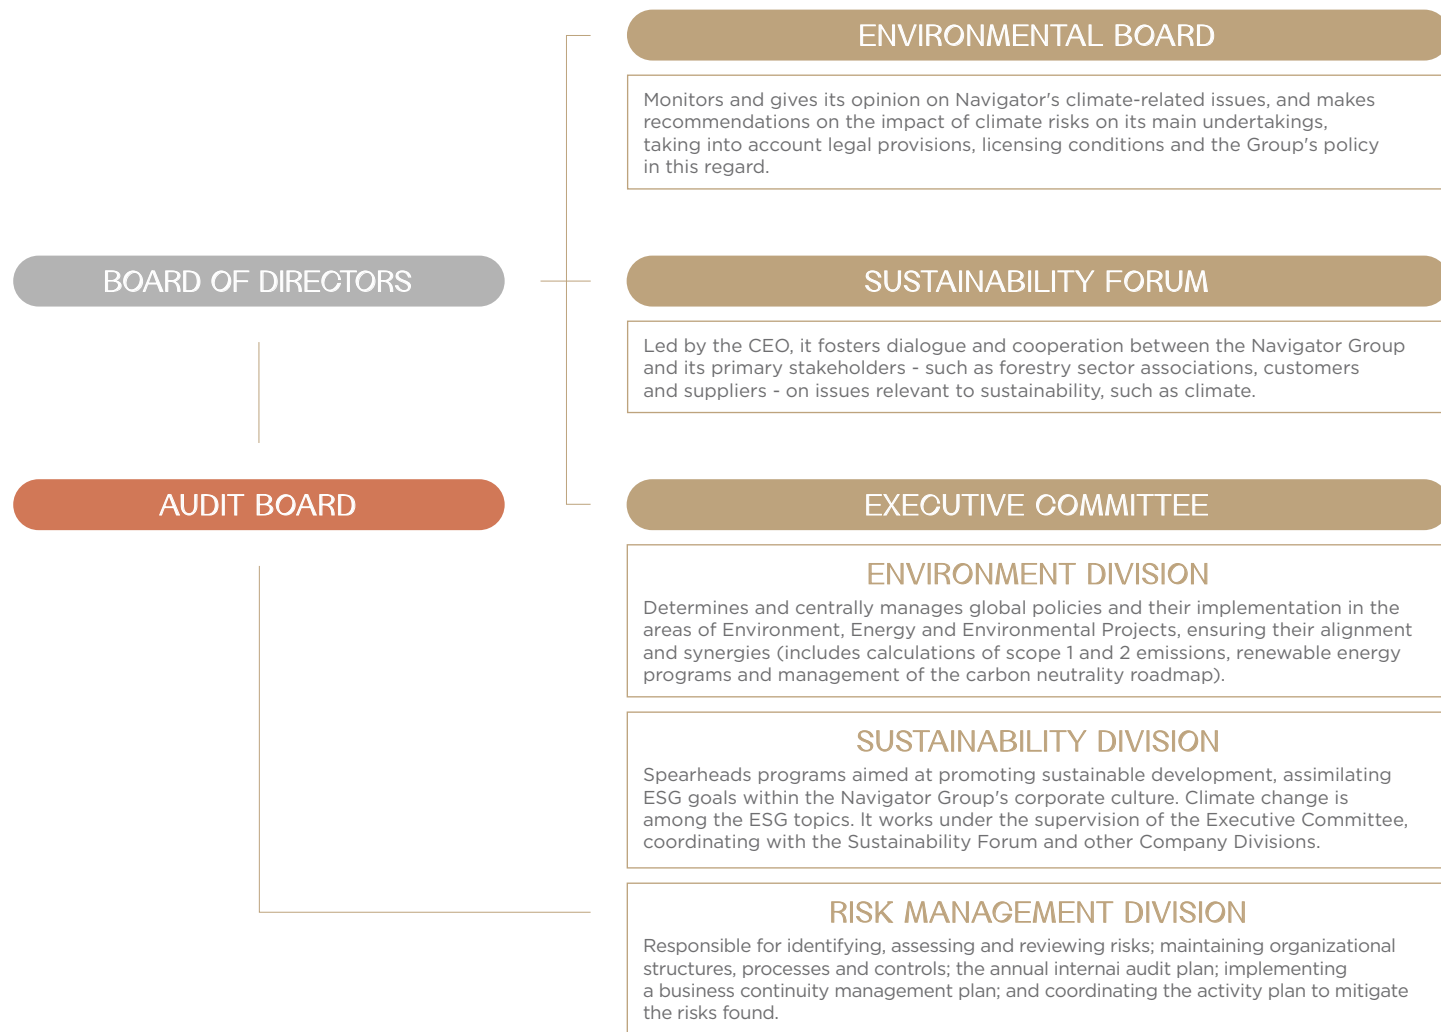 ENVIRONMENTAL BOARD
Monitors and gives its opinion on Navigator's climate-related issues, and makes
recommendations on the impact of climate risks on its main undertakings,
taking into account legal provisions, licensing conditions and the Group's policy
in this regard.
BOARD OF DIRECTORS
SUSTAINABILITY FORUM
Led by the CEO, it fosters dialogue and cooperation between the Navigator Group
and its primary stakeholders - such as forestry sector associations, customers
and suppliers - on issues relevant to sustainability, such as climate.
AUDIT BOARD
EXECUTIVE COMMITTEE
ENVIRONMENT DIVISION
Determines and centrally manages global policies and their implementation in the
areas of Environment, Energy and Environmental Projects, ensuring their alignment
and synergies (includes calculations of scope 1 and 2 emissions, renewable energy
programs and management of the carbon neutrality roadmap).
SUSTAINABILITY DIVISION
Spearheads programs aimed at promoting sustainable development, assimilating
ESG goals within the Navigator Group's corporate culture. Climate change is
among the ESG topics. It works under the supervision of the Executive Committee,
coordinating with the Sustainability Forum and other Company Divisions.
RISK MANAGEMENT DIVISION
Responsible for identifying, assessing and reviewing risks; maintaining organizational
structures, processes and controls; the annual internai audit plan; implementing
a business continuity management plan; and coordinating the activity plan to mitigate
the risks found.